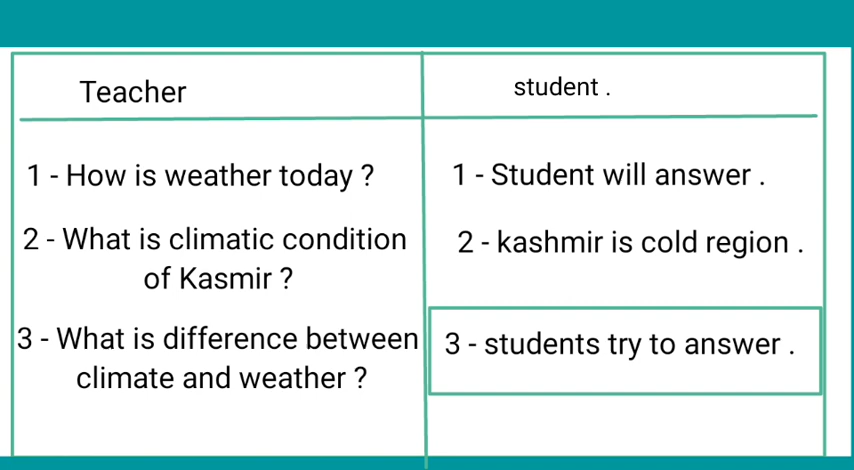 Teacher
student .
1 - How is weather today ?
1 - Student will answer .
2 - What is climatic condition
of Kasmir ?
2 - kashmir is cold region .
3 - What is difference between
climate and weather ?
3 - students try to answer .